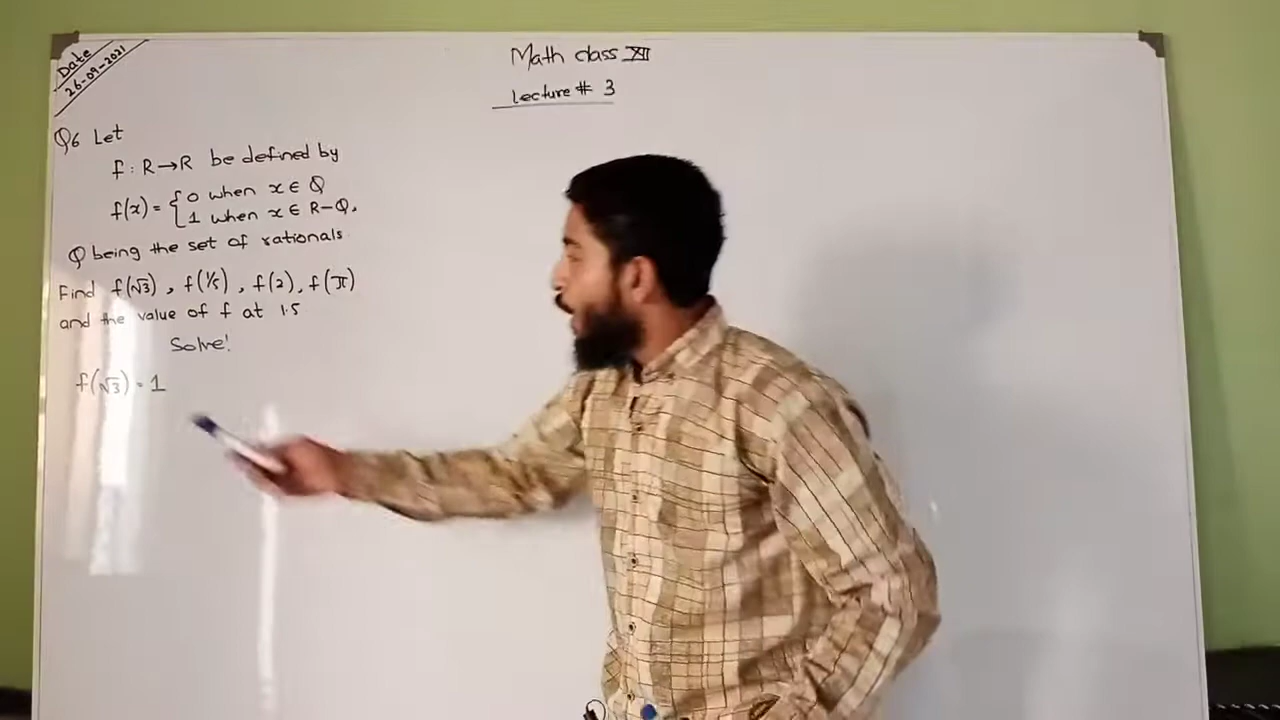 Date
26-09-2021
Math class XII
Lecture # 3
Q6 Let
f : R→R be defined by
f(x) = { 0 when x ∈ Q
1 when x ∈ R-Q.
Q being the set of rationals
Find f(√3), f(1/5), f(2), f(π)
and the value of f at 1.5
Solve!
f(√3) = 1